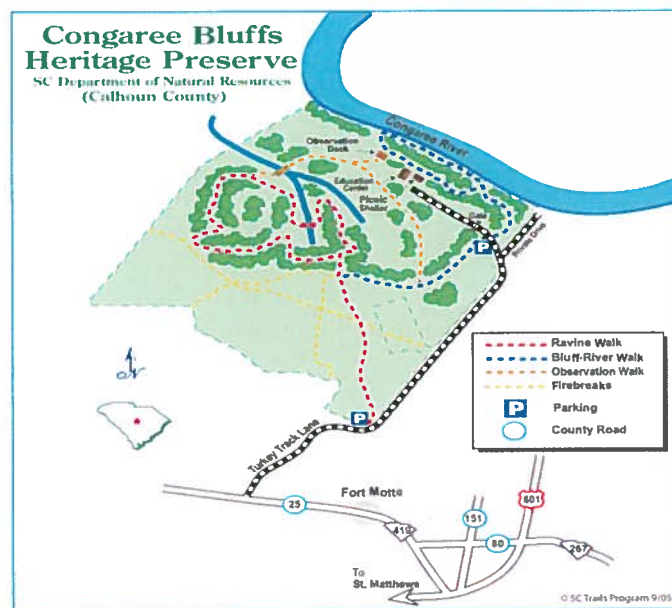 Congaree Bluffs
Heritage Preserve
SC Department of Natural Resources
(Calhoun County)
Congaree River
Observation
Deck
Education
Center
Picnic
Shelter
Gate
P
Private Drive
Ravine Walk
Bluff-River Walk
Observation Walk
Firebreaks
P
Parking
County Road
N
P
Turkey Track Lane
Fort Motte
25
419
151
601
80
267
To
St. Matthews
© SC Trails Program 9/05